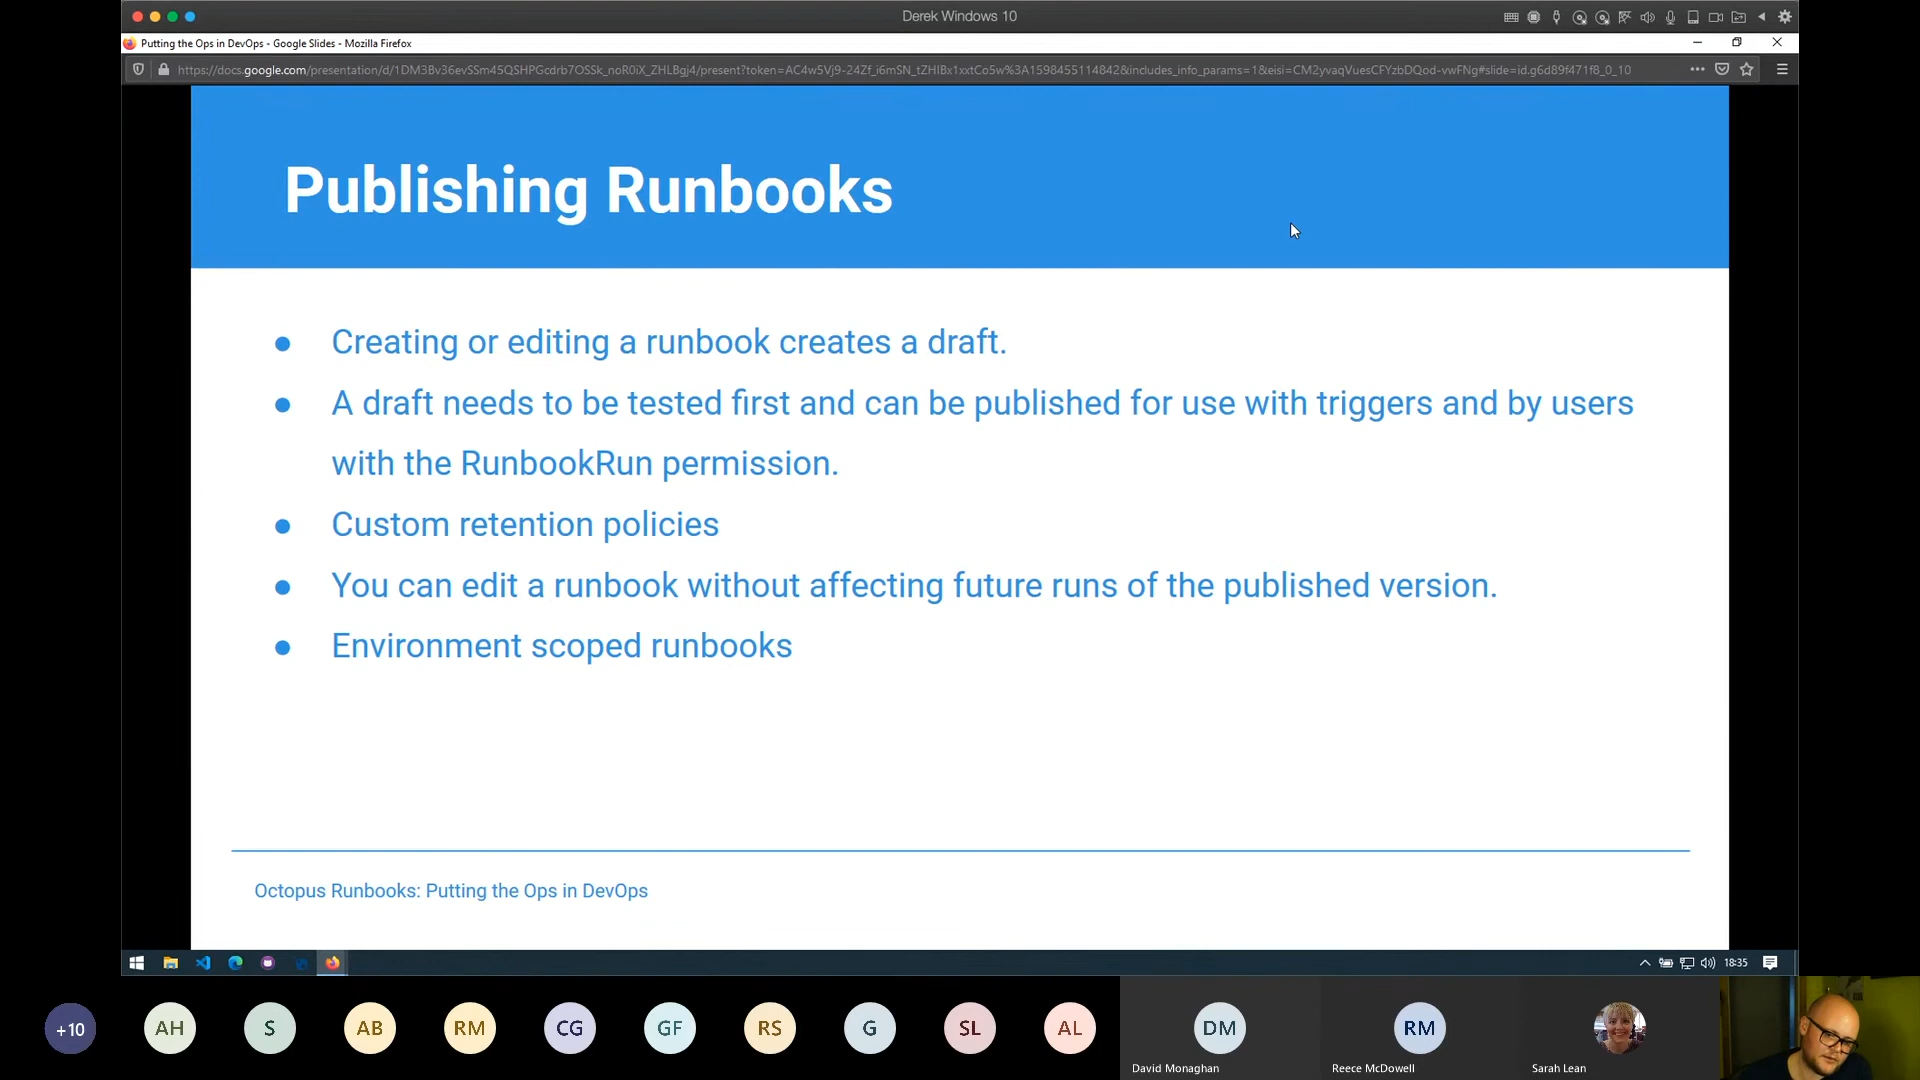 Derek Windows 10
Putting the Ops in DevOps - Google Slides - Mozilla Firefox
Publishing Runbooks
● Creating or editing a runbook creates a draft.
● A draft needs to be tested first and can be published for use with triggers and by users
with the RunbookRun permission.
● Custom retention policies
● You can edit a runbook without affecting future runs of the published version.
● Environment scoped runbooks
Octopus Runbooks: Putting the Ops in DevOps
18:35
+10 AH S AB RM CG GF RS G SL AL DM RM
David Monaghan Reece McDowell Sarah Lean